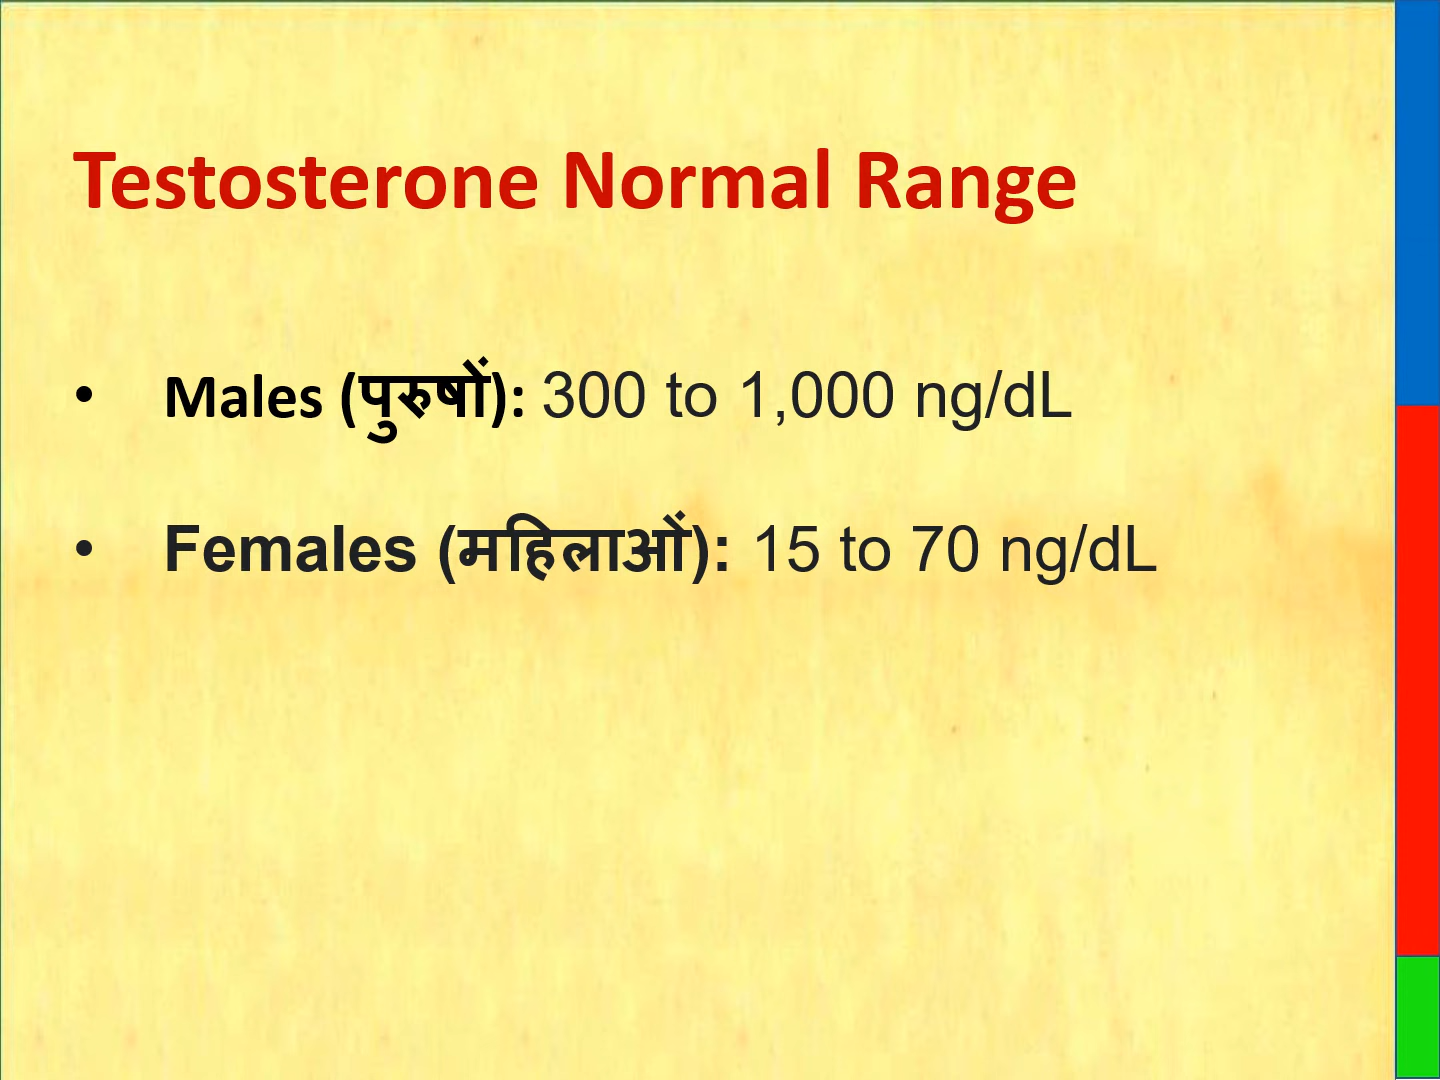 Testosterone Normal Range
• Males (पुरुषों): 300 to 1,000 ng/dL
• Females (महिलाओं): 15 to 70 ng/dL